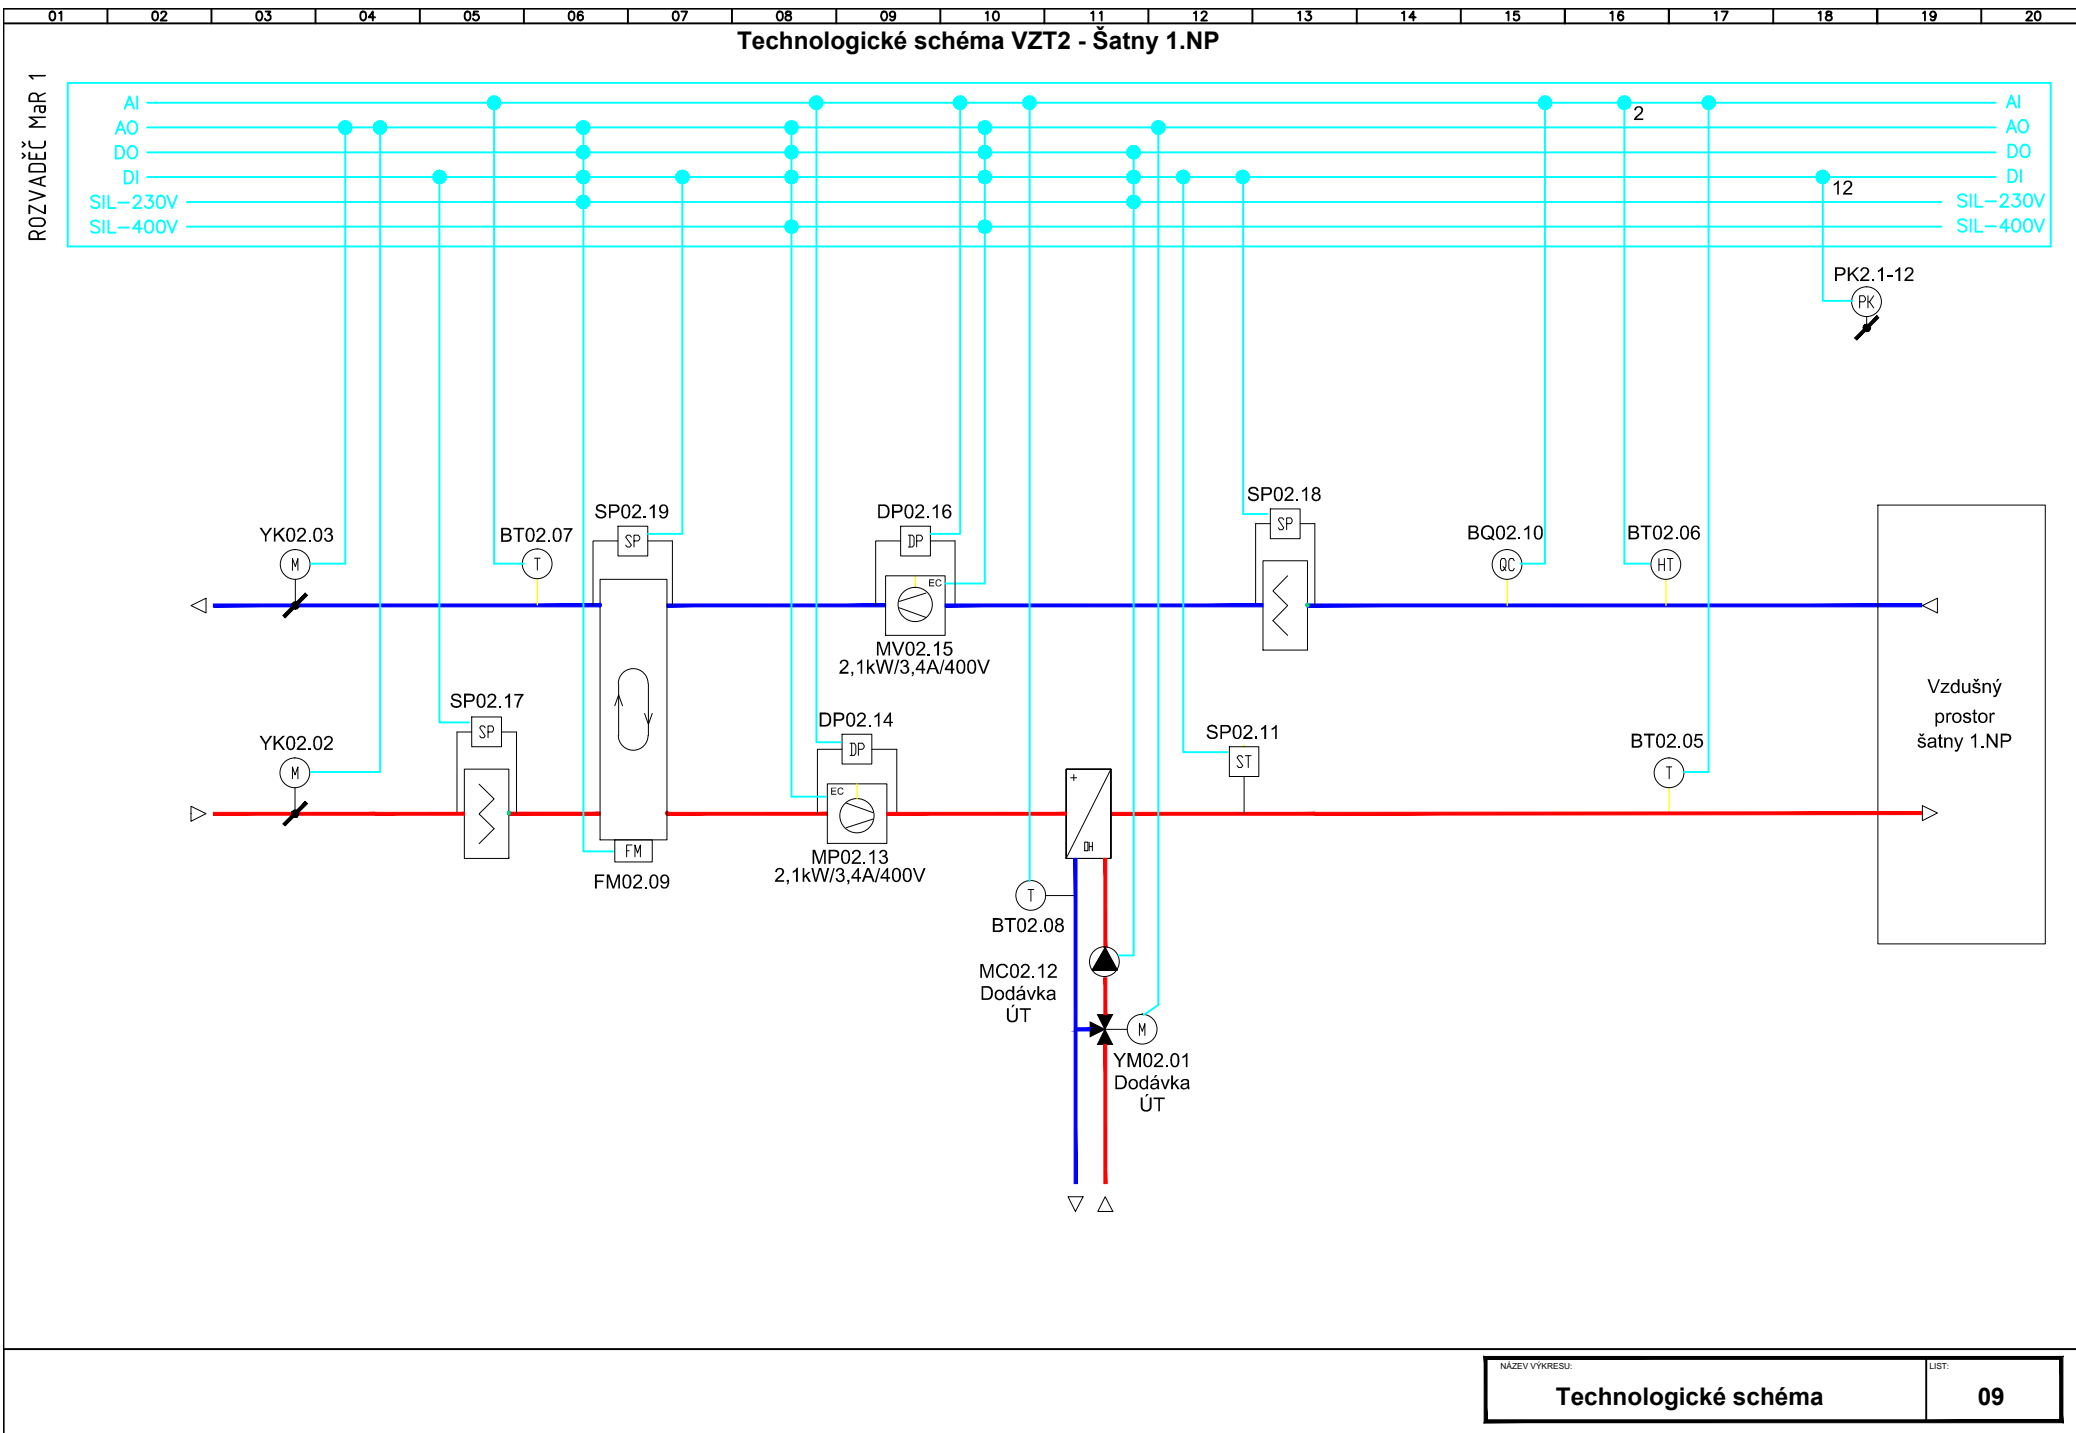 01 02 03 04 05 06 07 08 09 10 11 12 13 14 15 16 17 18 19 20
Technologické schéma VZT2 - Šatny 1.NP
ROZVADĚČ MaR 1
AI AI
2
AO AO
DO DO
DI DI
12
SIL-230V SIL-230V
SIL-400V SIL-400V
PK2.1-12
PK
SP02.18
SP
SP02.19
SP
DP02.16
DP
YK02.03
M
BT02.07
T
BQ02.10
QC
BT02.06
HT
EC
MV02.15
2,1kW/3,4A/400V
Vzdušný
prostor
šatny 1.NP
SP02.17
SP
DP02.14
DP
SP02.11
ST
YK02.02
M
BT02.05
T
EC
+
DH
FM
FM02.09
MP02.13
2,1kW/3,4A/400V
T
BT02.08
MC02.12
Dodávka
ÚT
M
YM02.01
Dodávka
ÚT
NÁZEV VÝKRESU:
Technologické schéma
LIST:
09